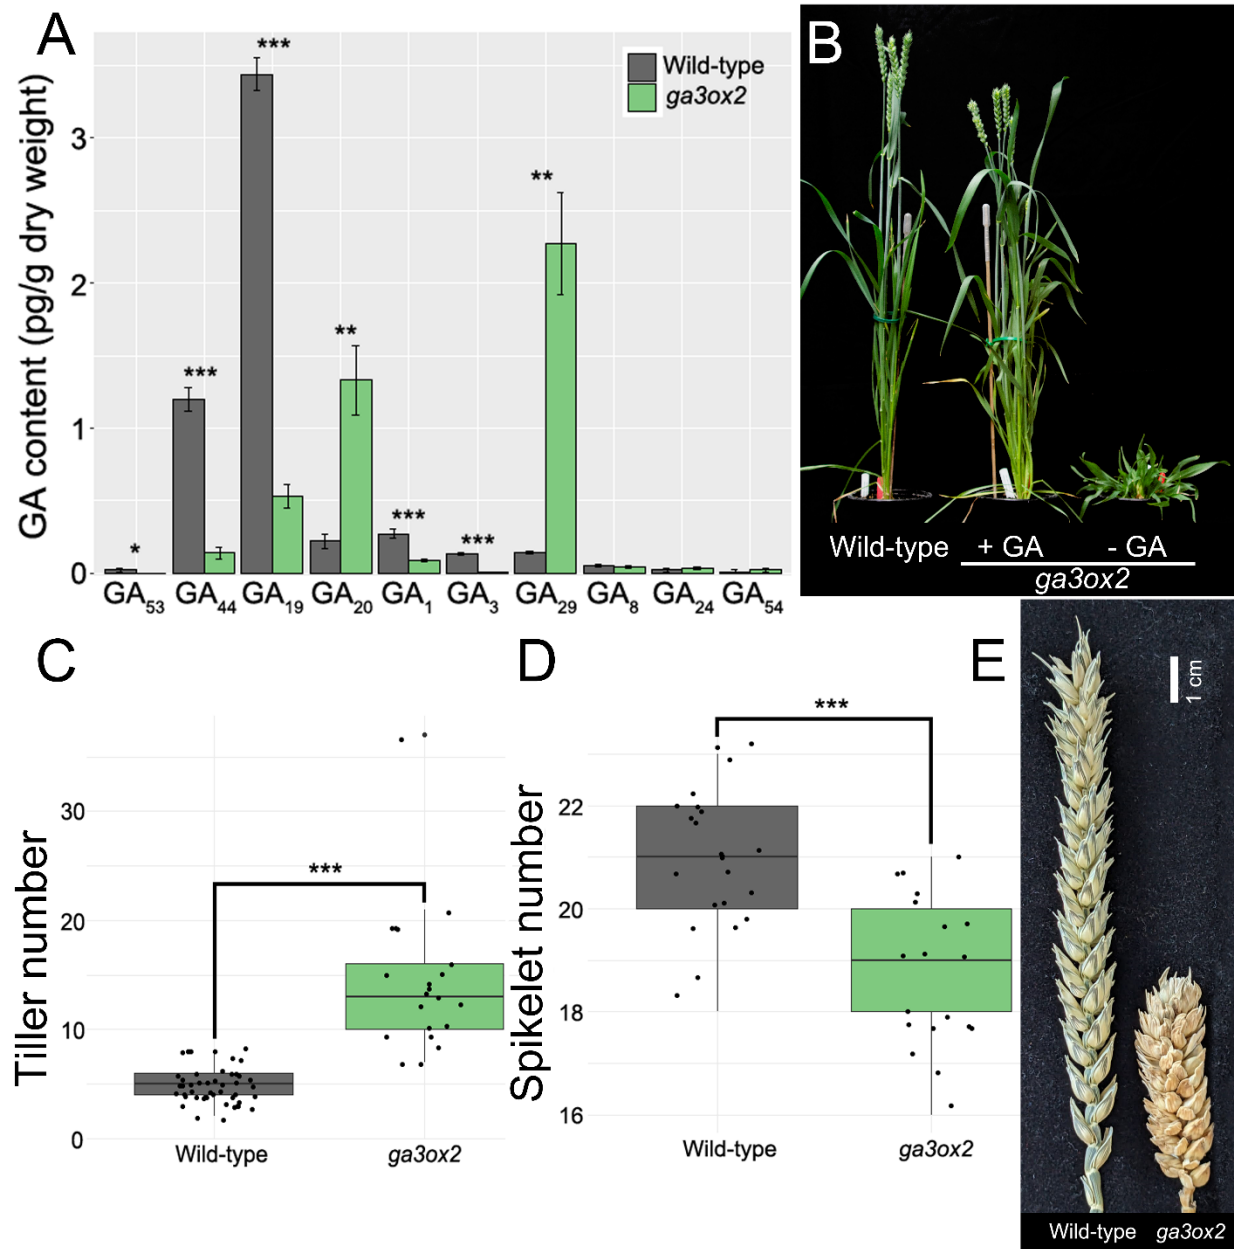 A
GA content (pg/g dry weight)
3
2
1
0
***
***
**
**
***
***
*
Wild-type
ga3ox2
GA53
GA44
GA19
GA20
GA1
GA3
GA29
GA8
GA24
GA54
B
Wild-type
+ GA
- GA
ga3ox2
C
Tiller number
30
20
10
0
***
Wild-type
ga3ox2
D
Spikelet number
22
20
18
16
***
Wild-type
ga3ox2
E
1 cm
Wild-type
ga3ox2